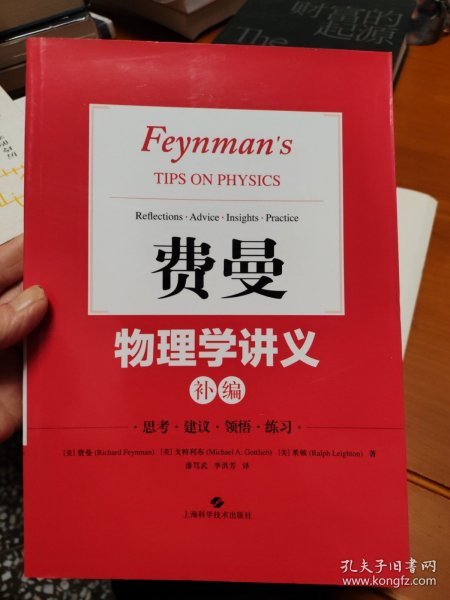 财富的
起源
The
Feynman's
TIPS ON PHYSICS
Reflections · Advice · Insights · Practice
费曼
物理学讲义
补编
·思考·建议·领悟·练习·
[美] 费曼 (Richard Feynman) [美] 戈特利布 (Michael A. Gottlieb) [美] 莱顿 (Ralph Leighton) 著
潘笃武 李洪芳 译
上海科学技术出版社
孔夫子旧书网
www.kongfz.com